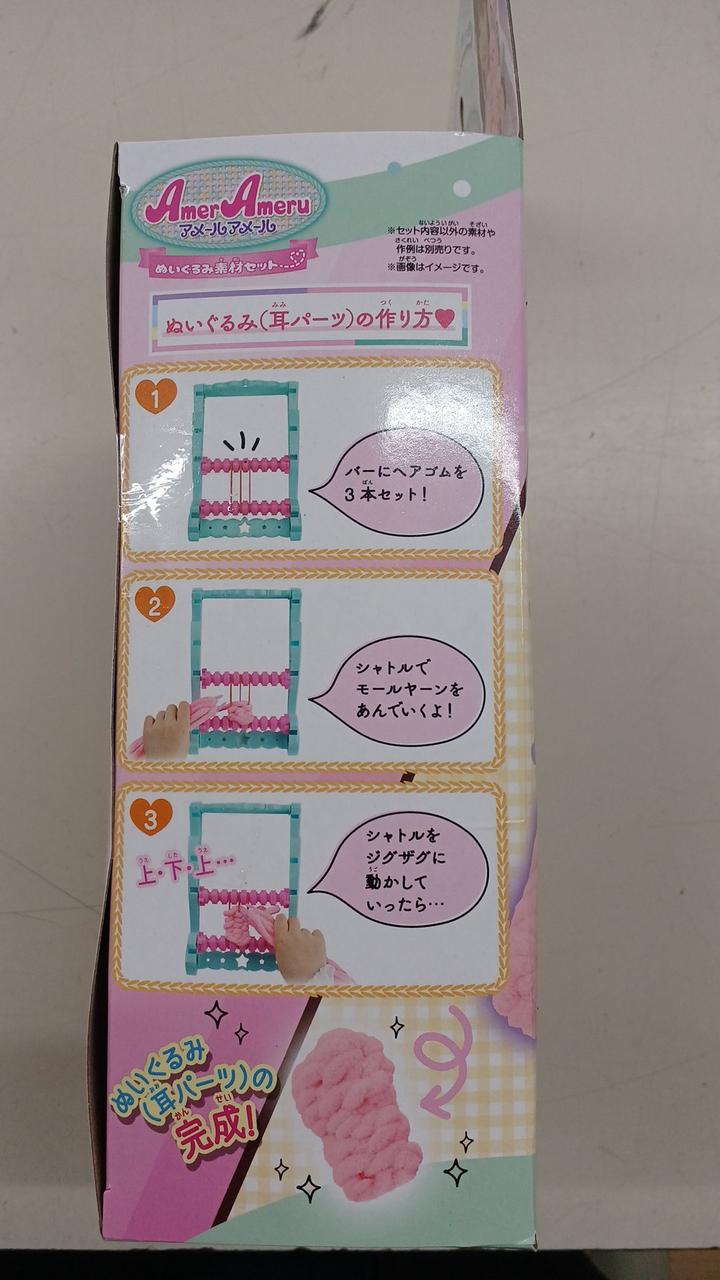 AmerAmeru
アメールアメール
ぬいぐるみ素材セット
※セット内容以外の素材や
作例は別売りです。
※画像はイメージです。
ぬいぐるみ(耳パーツ)の作り方♥
1
バーにヘアゴムを
3本セット!
2
シャトルで
モールヤーンを
あんでいくよ!
3
上・下・上…
シャトルを
ジグザグに
動かして
いったら…
ぬいぐるみ
(耳パーツ)の
完成!